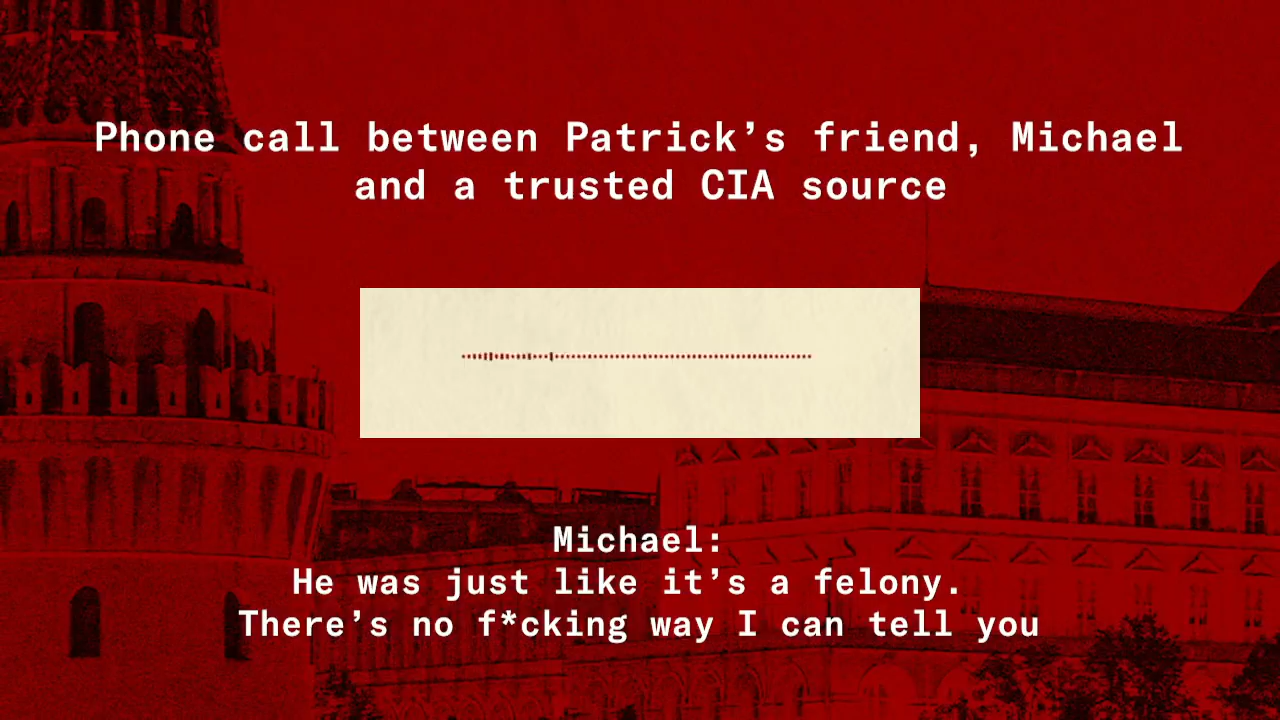 Phone call between Patrick’s friend, Michael
and a trusted CIA source
Michael:
He was just like it’s a felony.
There’s no f*cking way I can tell you